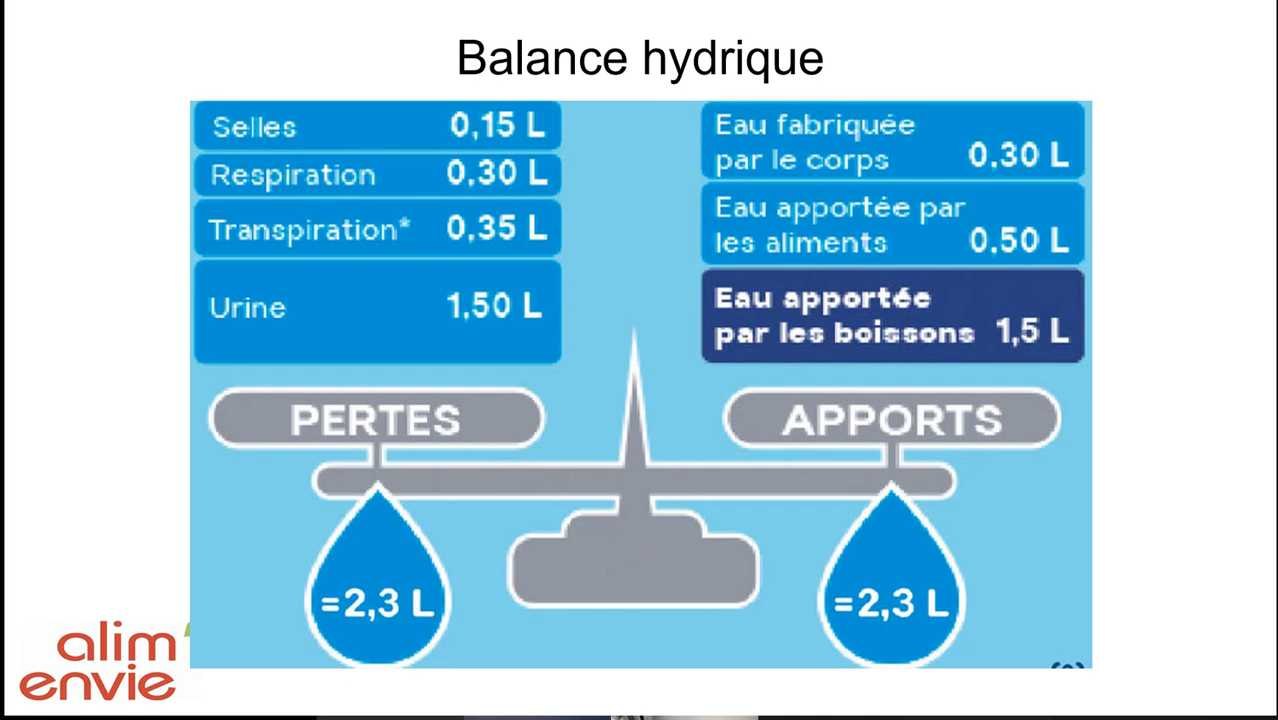 Balance hydrique
Selles 0,15 L
Respiration 0,30 L
Transpiration* 0,35 L
Urine 1,50 L
Eau fabriquée
par le corps 0.30 L
Eau apportée par
les aliments 0.50 L
Eau apportée
par les boissons 1,5 L
PERTES
APPORTS
=2,3 L
=2,3 L
alim'
envie